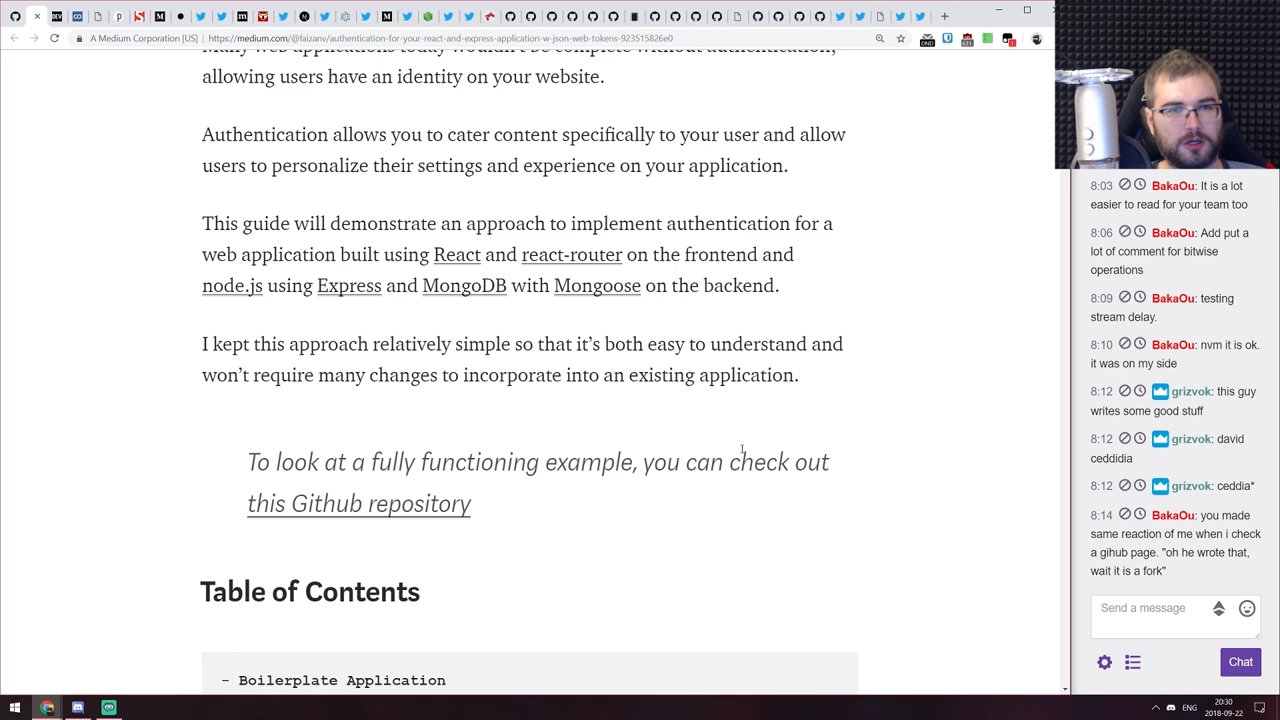 A Medium Corporation [US] | https://medium.com/@faizanv/authentication-for-your-react-and-express-application-w-json-web-tokens-923515826e0
Many web applications today wouldn't be complete without authentication,
allowing users have an identity on your website.
Authentication allows you to cater content specifically to your user and allow
users to personalize their settings and experience on your application.
This guide will demonstrate an approach to implement authentication for a
web application built using React and react-router on the frontend and
node.js using Express and MongoDB with Mongoose on the backend.
I kept this approach relatively simple so that it's both easy to understand and
won't require many changes to incorporate into an existing application.
To look at a fully functioning example, you can check out
this Github repository
Table of Contents
- Boilerplate Application
8:03 BakaOu: It is a lot
easier to read for your team too
8:06 BakaOu: Add put a
lot of comment for bitwise
operations
8:09 BakaOu: testing
stream delay.
8:10 BakaOu: nvm it is ok.
it was on my side
8:12 grizvok: this guy
writes some good stuff
8:12 grizvok: david
ceddidia
8:12 grizvok: ceddia*
8:14 BakaOu: you made
same reaction of me when i check
a gihub page. "oh he wrote that,
wait it is a fork"
Send a message
Chat
ENG
20:30
2018-09-22